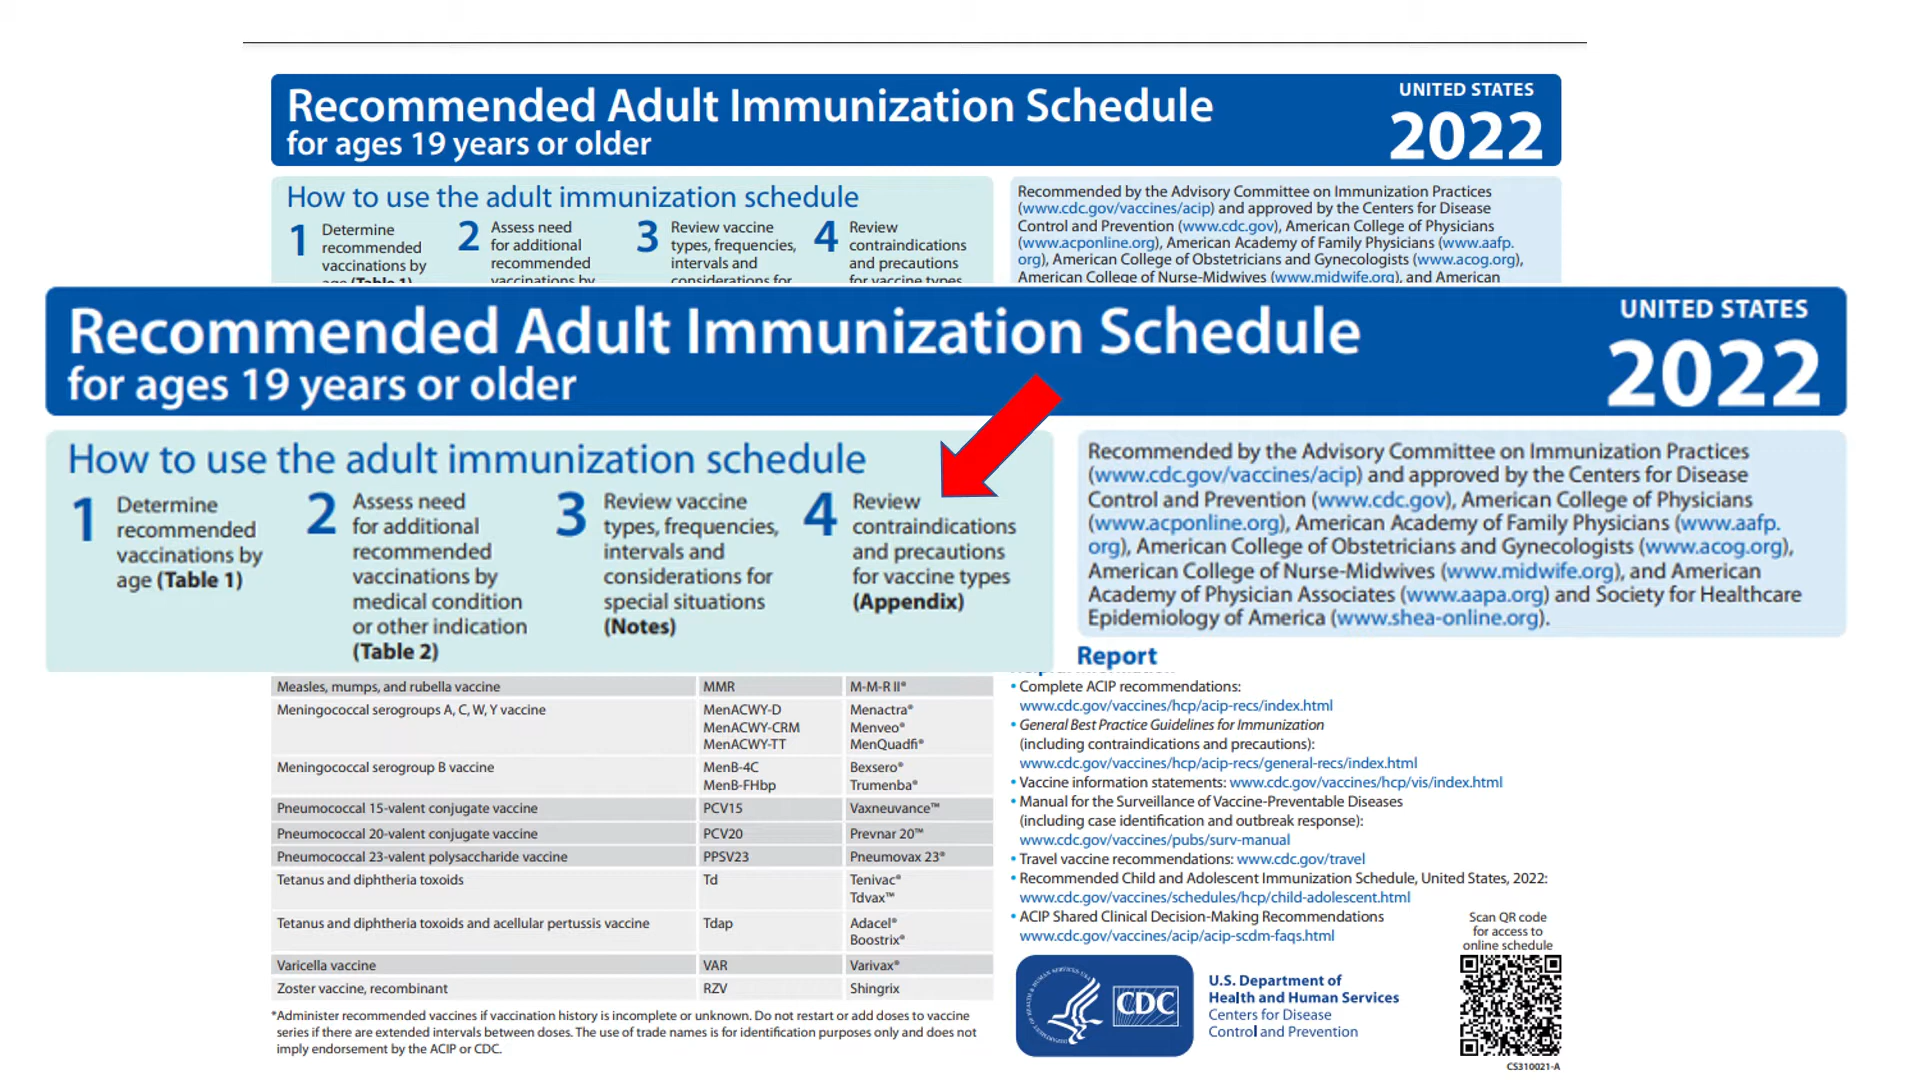 Recommended Adult Immunization Schedule
for ages 19 years or older
UNITED STATES
2022
How to use the adult immunization schedule
1 Determine
recommended
vaccinations by
age (Table 1)
2 Assess need
for additional
recommended
vaccinations by
3 Review vaccine
types, frequencies,
intervals and
considerations for
4 Review
contraindications
and precautions
for vaccine types
Recommended by the Advisory Committee on Immunization Practices
(www.cdc.gov/vaccines/acip) and approved by the Centers for Disease
Control and Prevention (www.cdc.gov), American College of Physicians
(www.acponline.org), American Academy of Family Physicians (www.aafp.
org), American College of Obstetricians and Gynecologists (www.acog.org),
American College of Nurse-Midwives (www.midwife.org), and American
Recommended Adult Immunization Schedule
for ages 19 years or older
UNITED STATES
2022
How to use the adult immunization schedule
1 Determine
recommended
vaccinations by
age (Table 1)
2 Assess need
for additional
recommended
vaccinations by
medical condition
or other indication
(Table 2)
3 Review vaccine
types, frequencies,
intervals and
considerations for
special situations
(Notes)
4 Review
contraindications
and precautions
for vaccine types
(Appendix)
Recommended by the Advisory Committee on Immunization Practices
(www.cdc.gov/vaccines/acip) and approved by the Centers for Disease
Control and Prevention (www.cdc.gov), American College of Physicians
(www.acponline.org), American Academy of Family Physicians (www.aafp.
org), American College of Obstetricians and Gynecologists (www.acog.org),
American College of Nurse-Midwives (www.midwife.org), and American
Academy of Physician Associates (www.aapa.org) and Society for Healthcare
Epidemiology of America (www.shea-online.org).
Report
Measles, mumps, and rubella vaccine MMR M-M-R II®
Meningococcal serogroups A, C, W, Y vaccine MenACWY-D Menactra®
MenACWY-CRM Menveo®
MenACWY-TT MenQuadfi®
Meningococcal serogroup B vaccine MenB-4C Bexsero®
MenB-FHbp Trumenba®
Pneumococcal 15-valent conjugate vaccine PCV15 Vaxneuvance™
Pneumococcal 20-valent conjugate vaccine PCV20 Prevnar 20™
Pneumococcal 23-valent polysaccharide vaccine PPSV23 Pneumovax 23®
Tetanus and diphtheria toxoids Td Tenivac®
Tdvax™
Tetanus and diphtheria toxoids and acellular pertussis vaccine Tdap Adacel®
Boostrix®
Varicella vaccine VAR Varivax®
Zoster vaccine, recombinant RZV Shingrix
*Administer recommended vaccines if vaccination history is incomplete or unknown. Do not restart or add doses to vaccine
series if there are extended intervals between doses. The use of trade names is for identification purposes only and does not
imply endorsement by the ACIP or CDC.
• Complete ACIP recommendations:
www.cdc.gov/vaccines/hcp/acip-recs/index.html
• General Best Practice Guidelines for Immunization
(including contraindications and precautions):
www.cdc.gov/vaccines/hcp/acip-recs/general-recs/index.html
• Vaccine information statements: www.cdc.gov/vaccines/hcp/vis/index.html
• Manual for the Surveillance of Vaccine-Preventable Diseases
(including case identification and outbreak response):
www.cdc.gov/vaccines/pubs/surv-manual
• Travel vaccine recommendations: www.cdc.gov/travel
• Recommended Child and Adolescent Immunization Schedule, United States, 2022:
www.cdc.gov/vaccines/schedules/hcp/child-adolescent.html
• ACIP Shared Clinical Decision-Making Recommendations
www.cdc.gov/vaccines/acip/acip-scdm-faqs.html
Scan QR code
for access to
online schedule
CDC
U.S. Department of
Health and Human Services
Centers for Disease
Control and Prevention
CS310021-A